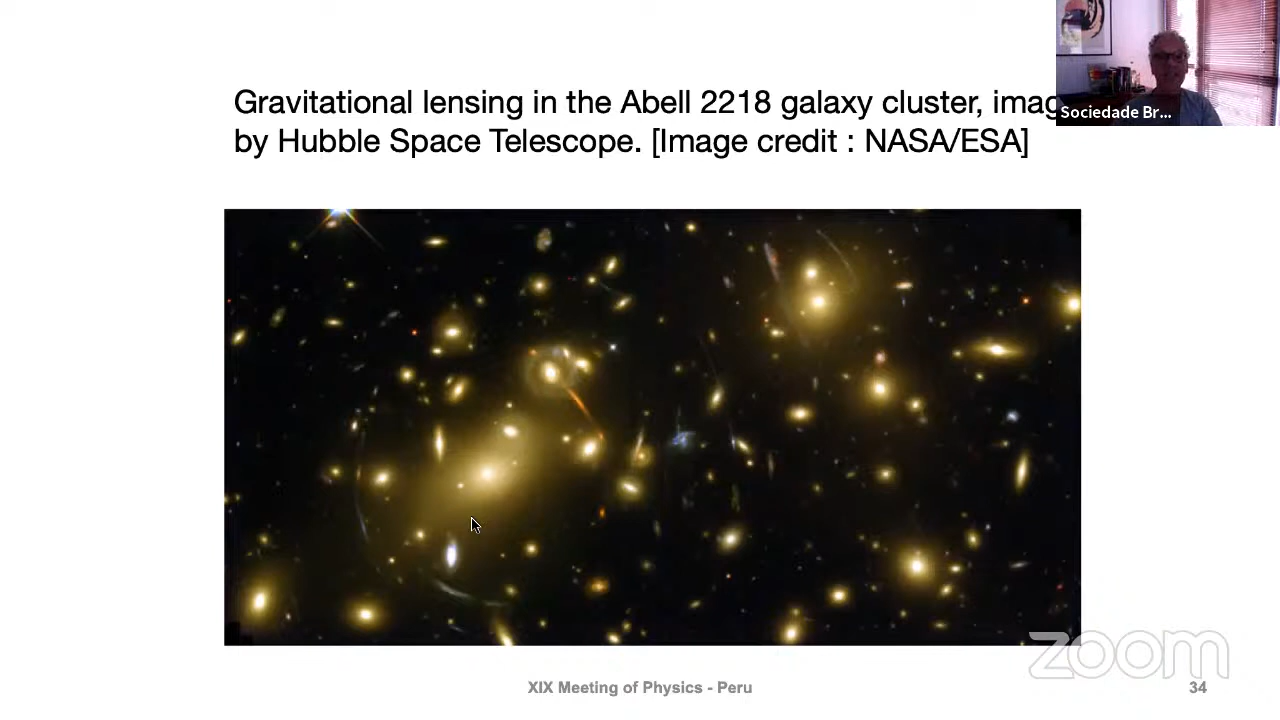 Gravitational lensing in the Abell 2218 galaxy cluster, imag
by Hubble Space Telescope. [Image credit : NASA/ESA]
Sociedade Br...
zoom
XIX Meeting of Physics - Peru
34